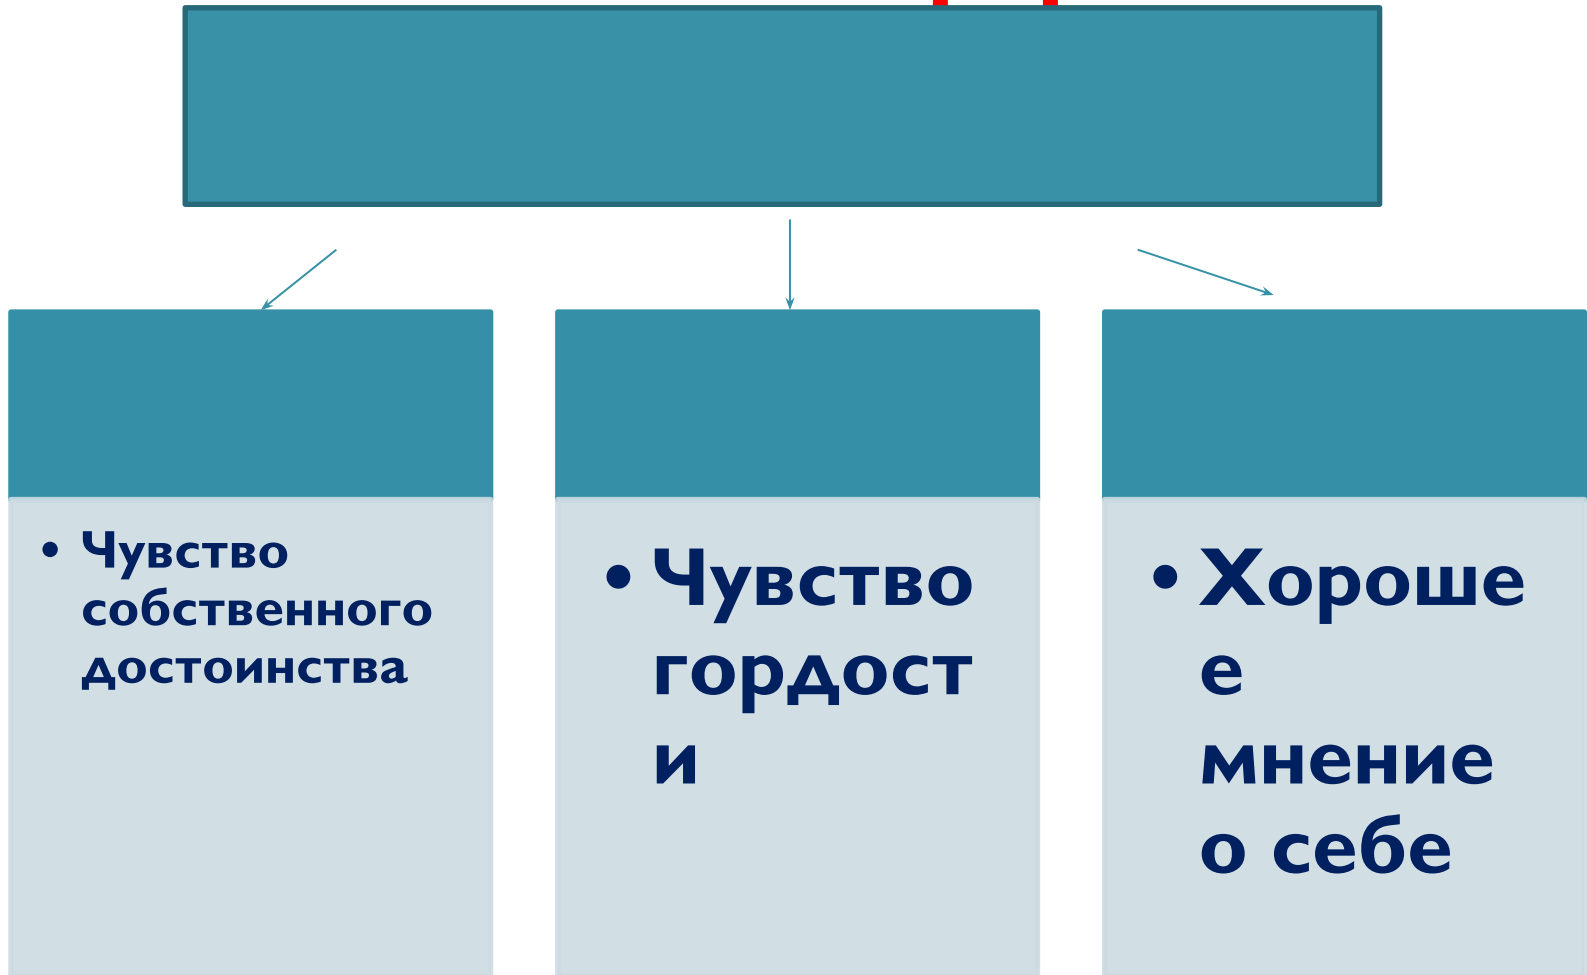 • Чувство
собственного
достоинства
• Чувство
гордост
и
• Хороше
е
мнение
о себе